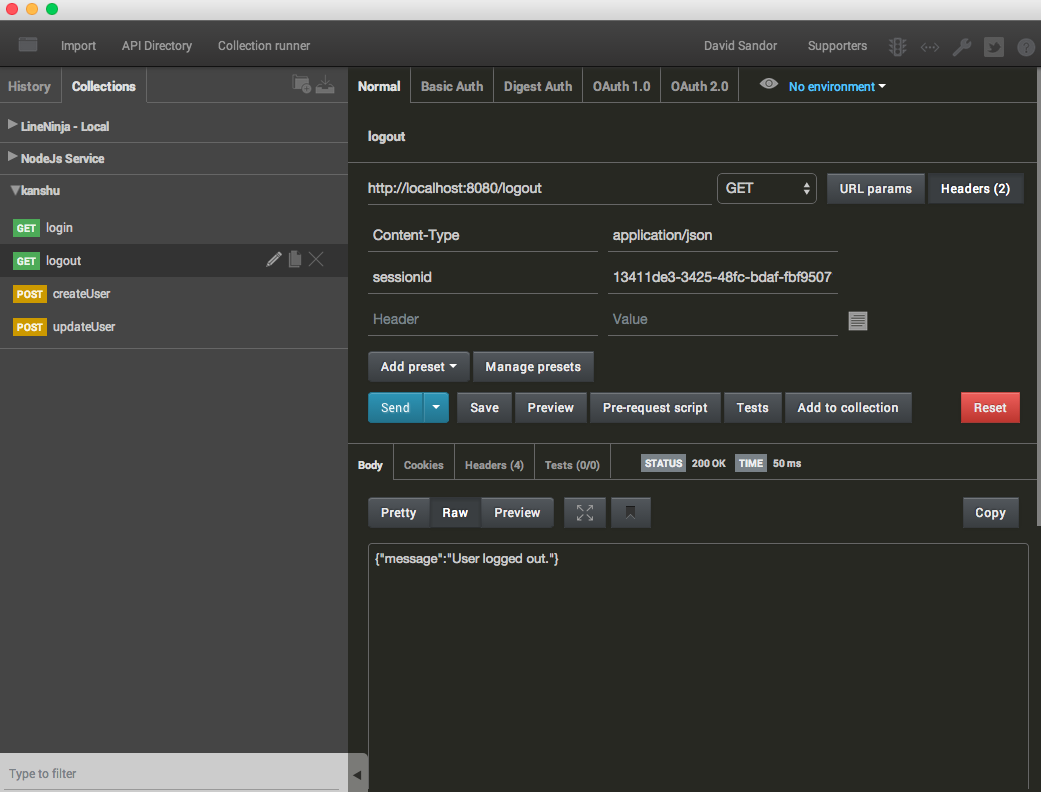 Import API Directory Collection runner David Sandor Supporters
History Collections
Normal Basic Auth Digest Auth OAuth 1.0 OAuth 2.0 No environment
LineNinja - Local
NodeJs Service
kanshu
GET login
GET logout
POST createUser
POST updateUser
Type to filter
logout
http://localhost:8080/logout GET URL params Headers (2)
Content-Type application/json
sessionid 13411de3-3425-48fc-bdaf-fbf9507
Header Value
Add preset Manage presets
Send Save Preview Pre-request script Tests Add to collection Reset
Body Cookies Headers (4) Tests (0/0) STATUS 200 OK TIME 50 ms
Pretty Raw Preview Copy
{"message":"User logged out."}